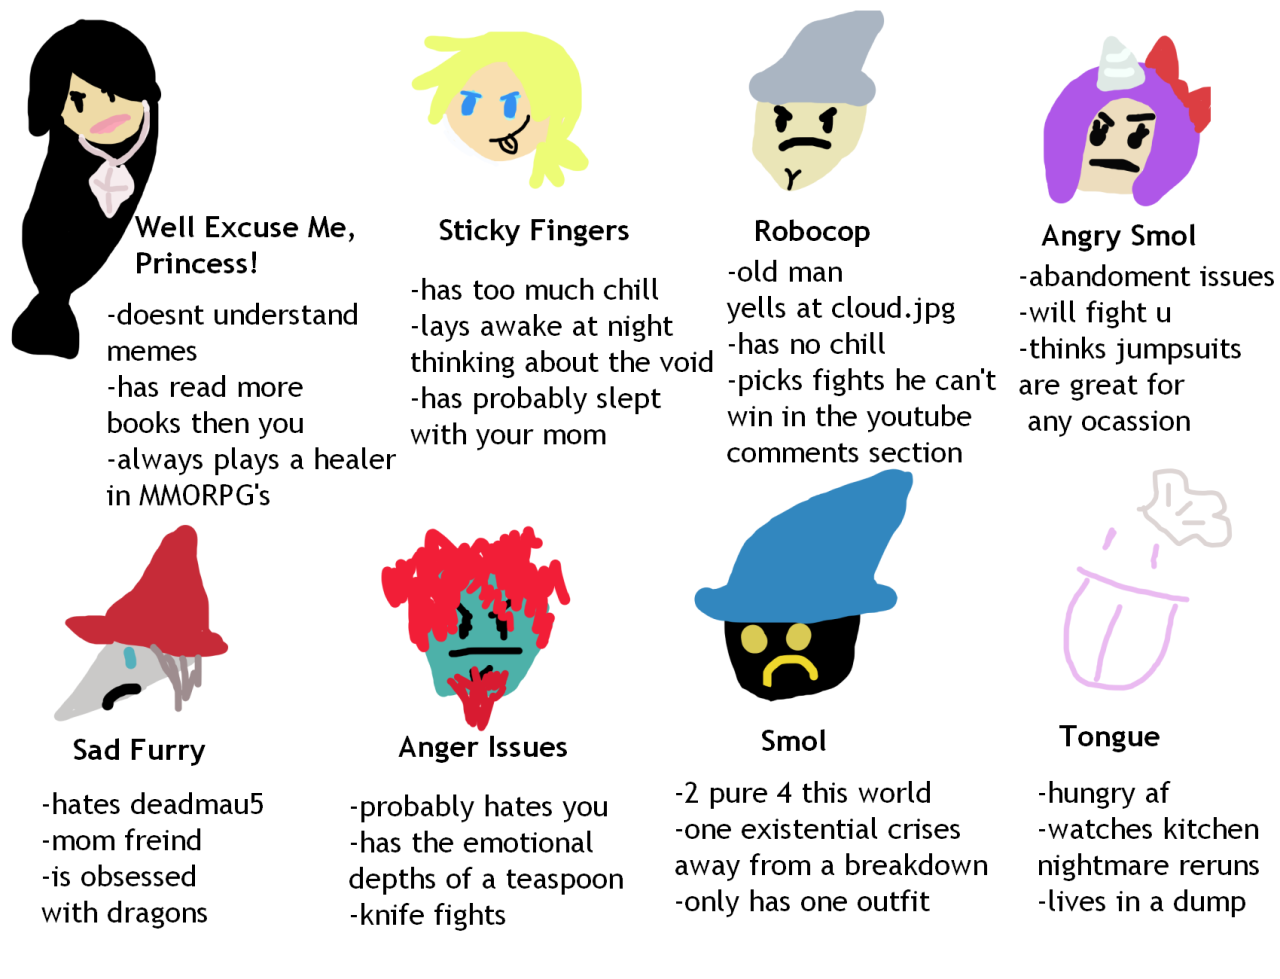 Well Excuse Me,
Princess!
-doesnt understand
memes
-has read more
books then you
-always plays a healer
in MMORPG's
Sticky Fingers
-has too much chill
-lays awake at night
thinking about the void
-has probably slept
with your mom
Robocop
-old man
yells at cloud.jpg
-has no chill
-picks fights he can't
win in the youtube
comments section
Angry Smol
-abandoment issues
-will fight u
-thinks jumpsuits
are great for
any ocassion
Sad Furry
-hates deadmau5
-mom freind
-is obsessed
with dragons
Anger Issues
-probably hates you
-has the emotional
depths of a teaspoon
-knife fights
Smol
-2 pure 4 this world
-one existential crises
away from a breakdown
-only has one outfit
Tongue
-hungry af
-watches kitchen
nightmare reruns
-lives in a dump